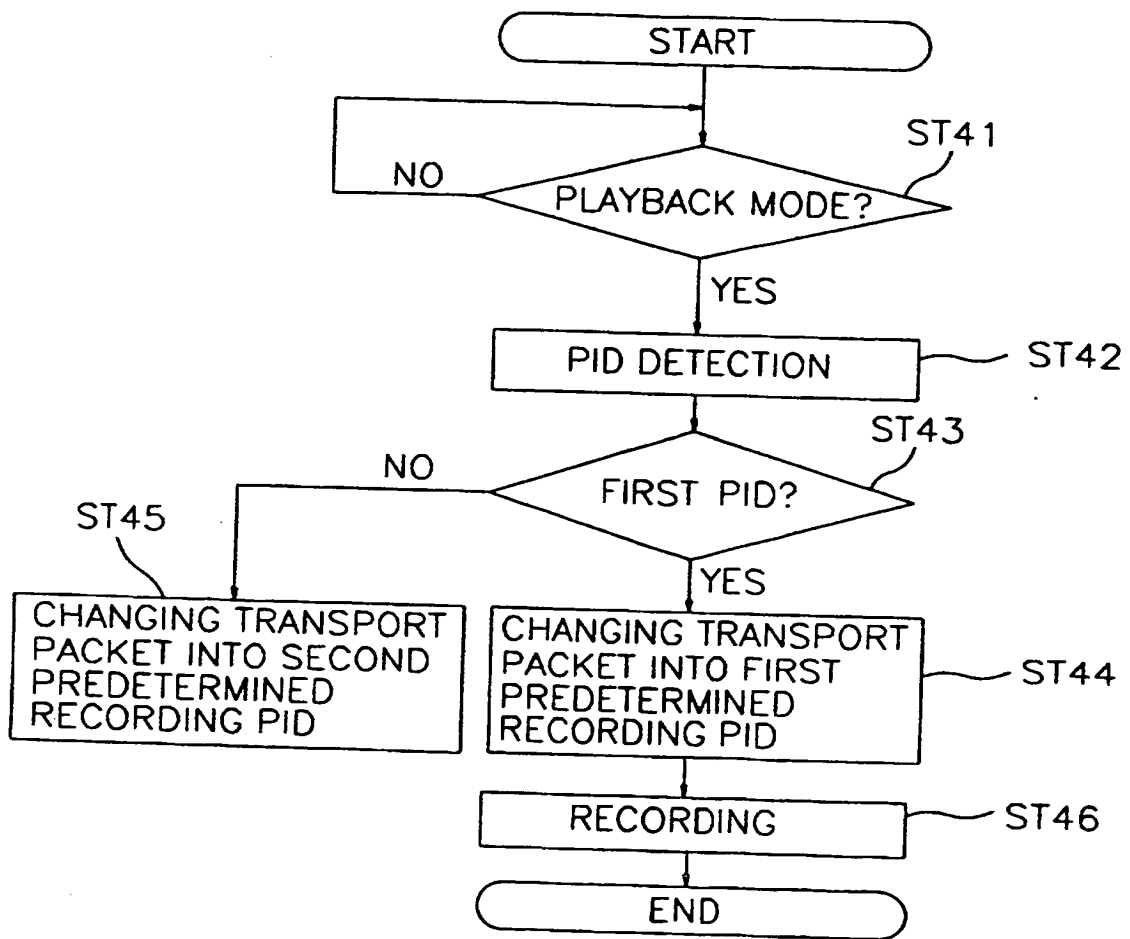 START
ST41
NO
PLAYBACK MODE?
YES
PID DETECTION
ST42
ST43
NO
FIRST PID?
ST45
YES
CHANGING TRANSPORT
PACKET INTO SECOND
PREDETERMINED
RECORDING PID
CHANGING TRANSPORT
PACKET INTO FIRST
PREDETERMINED
RECORDING PID
ST44
RECORDING
ST46
END